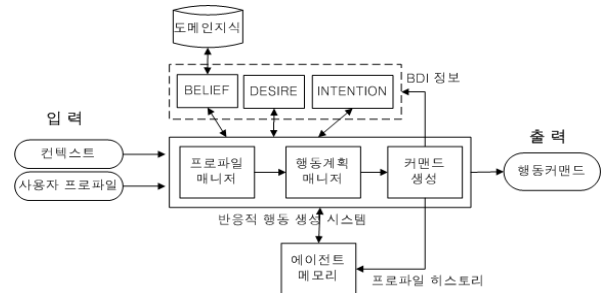 도메인지식
BELIEF
DESIRE
INTENTION
BDI 정보
입 력
출 력
컨텍스트
사용자 프로파일
프로파일
매니저
행동계획
매니저
커맨드
생성
행동커맨드
반응적 행동 생성 시스템
에이전트
메모리
프로파일 히스토리